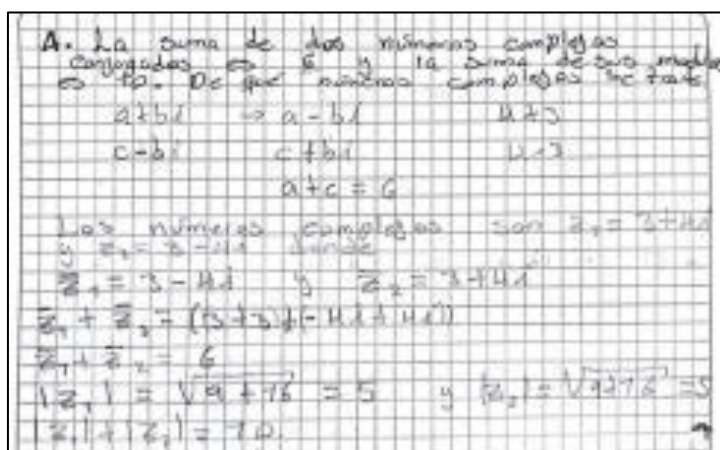 A. La suma de dos números complejos
conjugados es 6 y la suma de sus modulos
es 10. De que números complejos se trate
a+bi → a-bi
c-bi c+bi
a+c = 6
Los números complejos son z₁ = 3+4i
y z₂ = 3-4i donde
z̄₁ = 3-4i y z̄₂ = 3+4i
z̄₁ + z̄₂ = ((3+3)+(-4i+4i))
z̄₁ + z̄₂ = 6
|z₁| = √9+16 = 5 y |z₂| = √9+16 = 5
|z₁|+|z₂| = 10.